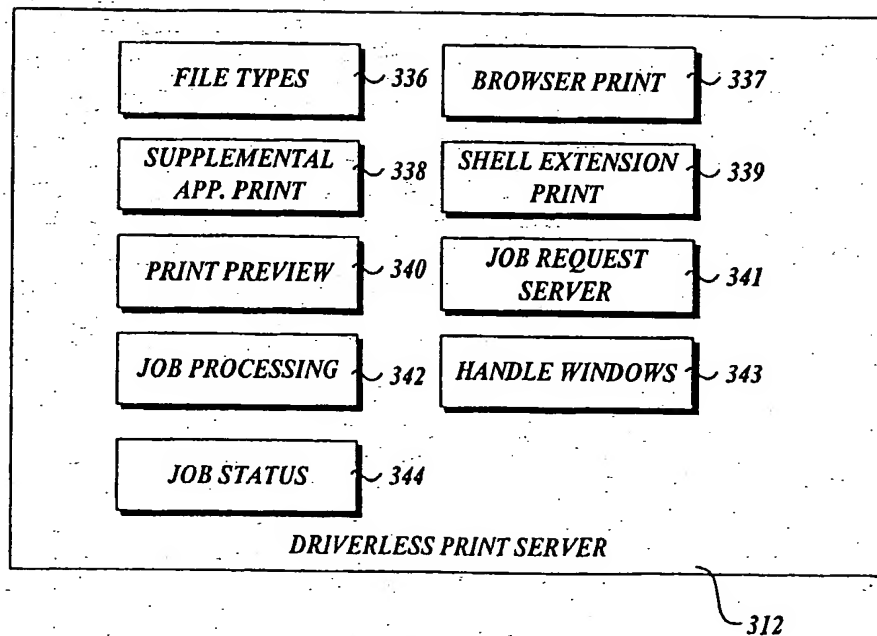 FILE TYPES 336
BROWSER PRINT 337
SUPPLEMENTAL
APP. PRINT 338
SHELL EXTENSION
PRINT 339
PRINT PREVIEW 340
JOB REQUEST
SERVER 341
JOB PROCESSING 342
HANDLE WINDOWS 343
JOB STATUS 344
DRIVERLESS PRINT SERVER
312